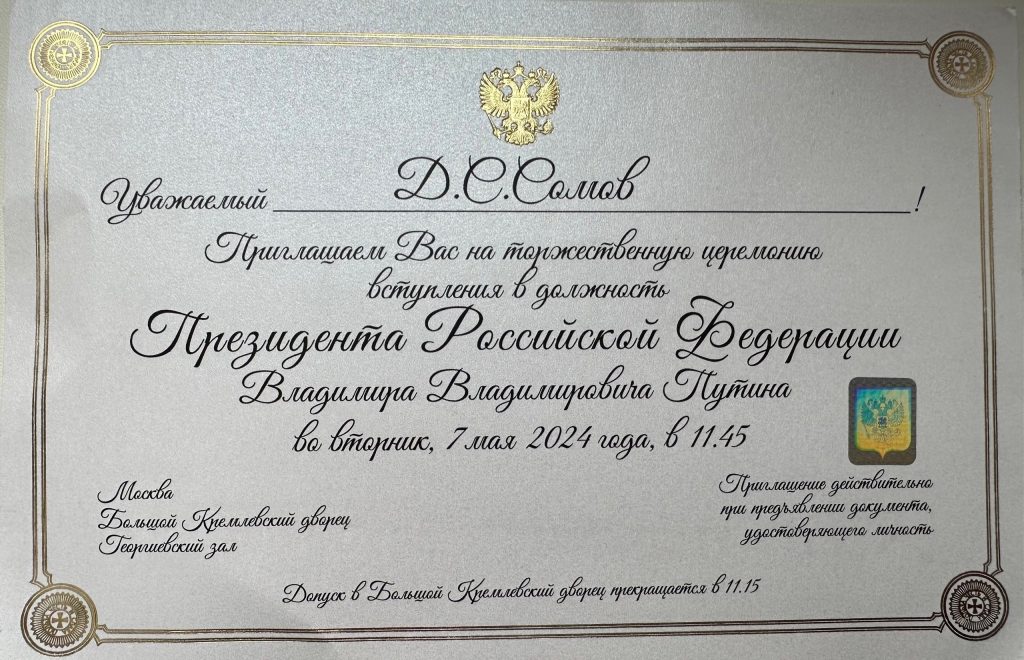 Уважаемый Д.С.Сомов!
Приглашаем Вас на торжественную церемонию
вступления в должность
Президента Российской Федерации
Владимира Владимировича Путина
во вторник, 7 мая 2024 года, в 11.45
Москва
Большой Кремлевский дворец
Георгиевский зал
Приглашение действительно
при предъявлении документа,
удостоверяющего личность
Допуск в Большой Кремлевский дворец прекращается в 11.15